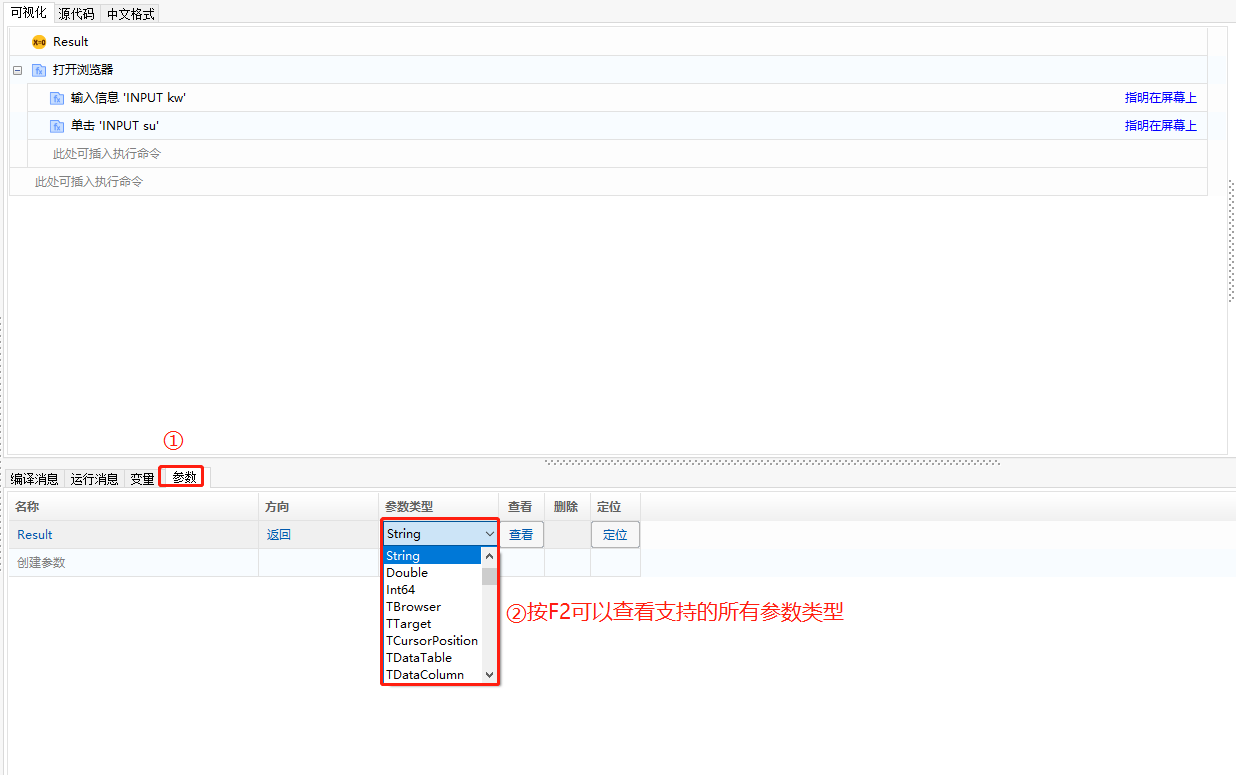 可视化 源代码 中文格式
x=0 Result
fx 打开浏览器
fx 输入信息 'INPUT kw' 指明在屏幕上
fx 单击 'INPUT su' 指明在屏幕上
此处可插入执行命令
此处可插入执行命令
①
编译消息 运行消息 变量 参数
名称 方向 参数类型 查看 删除 定位
Result 返回 String 查看 定位
创建参数
String
Double
Int64
TBrowser
TTarget
TCursorPosition
TDataTable
TDataColumn
②按F2可以查看支持的所有参数类型